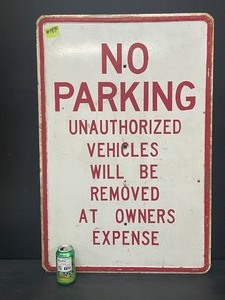 NO
PARKING
UNAUTHORIZED
VEHICLES
WILL BE
REMOVED
AT OWNERS
EXPENSE